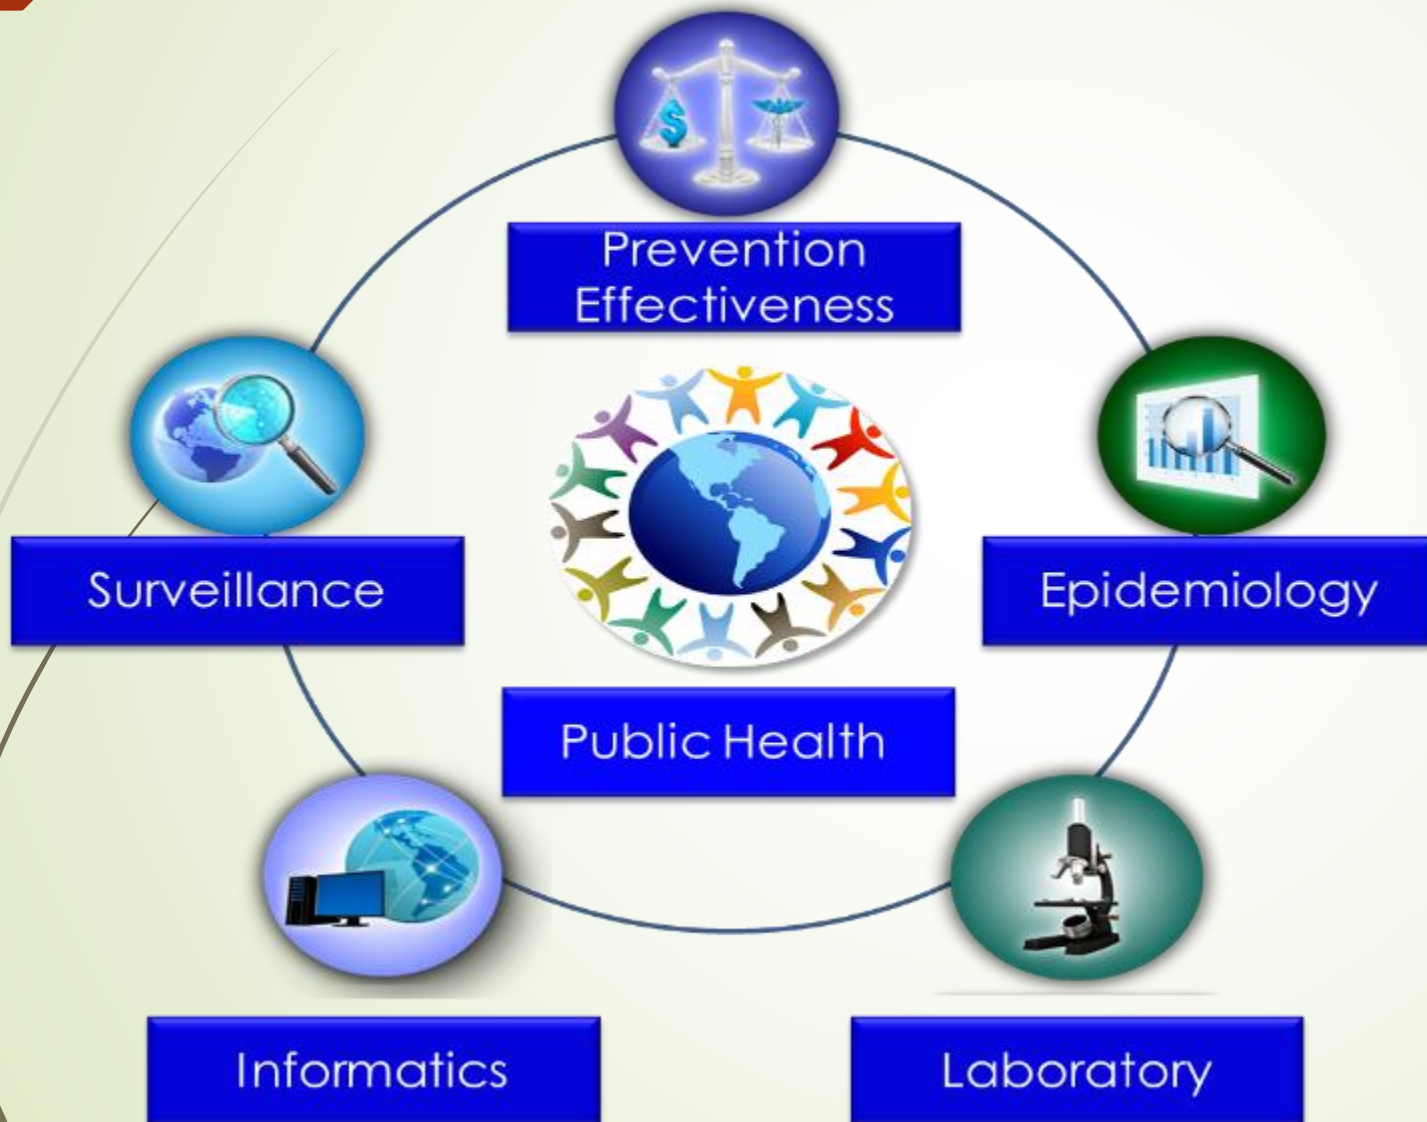 Prevention
Effectiveness
Surveillance
Epidemiology
Public Health
Informatics
Laboratory